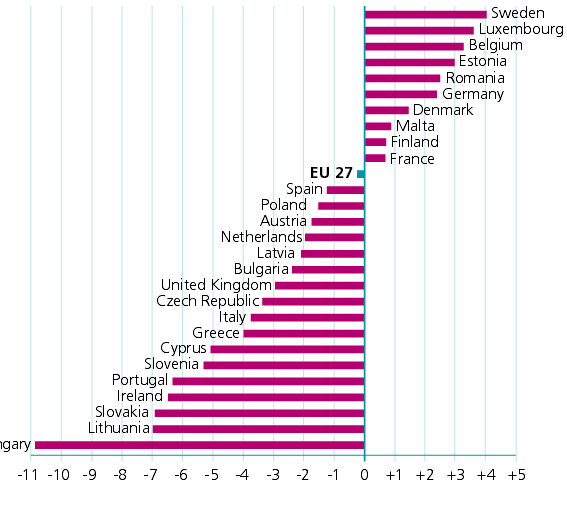 Sweden
Luxembourg
Belgium
Estonia
Romania
Germany
Denmark
Malta
Finland
France
EU 27
Spain
Poland
Austria
Netherlands
Latvia
Bulgaria
United Kingdom
Czech Republic
Italy
Greece
Cyprus
Slovenia
Portugal
Ireland
Slovakia
Lithuania
ngary
-11 -10 -9 -8 -7 -6 -5 -4 -3 -2 -1 0 +1 +2 +3 +4 +5